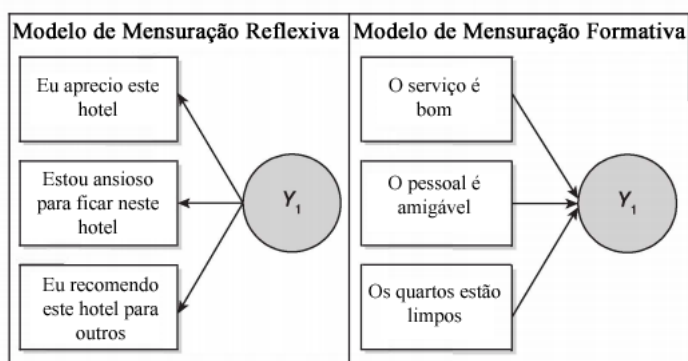 Modelo de Mensuração Reflexiva
Eu aprecio este
hotel
Estou ansioso
para ficar neste
hotel
Eu recomendo
este hotel para
outros
Y1
Modelo de Mensuração Formativa
O serviço é
bom
O pessoal é
amigável
Os quartos estão
limpos
Y1